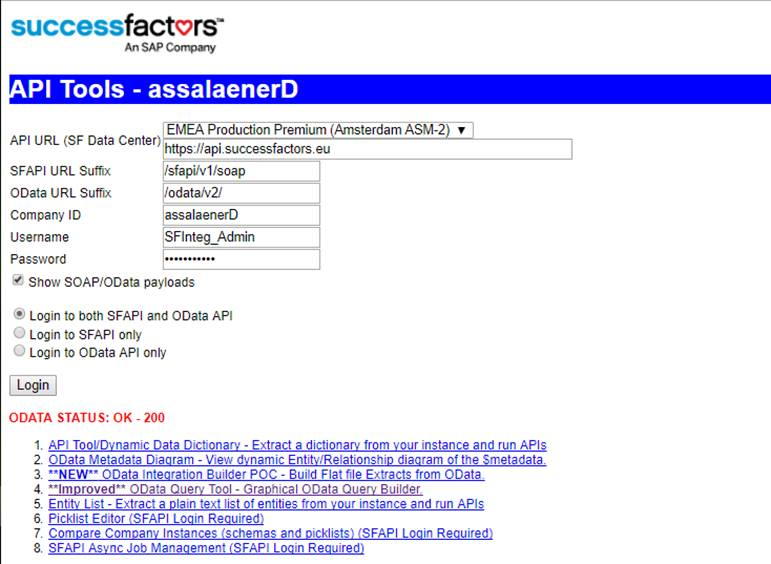 successfactors™
An SAP Company
API Tools - assalaenerD
API URL (SF Data Center) EMEA Production Premium (Amsterdam ASM-2) ▼
https://api.successfactors.eu
SFAPI URL Suffix /sfapi/v1/soap
OData URL Suffix /odata/v2/
Company ID assalaenerD
Username SFInteg_Admin
Password •••••••••••
Show SOAP/OData payloads
Login to both SFAPI and OData API
Login to SFAPI only
Login to OData API only
Login
ODATA STATUS: OK - 200
1. API Tool/Dynamic Data Dictionary - Extract a dictionary from your instance and run APIs
2. OData Metadata Diagram - View dynamic Entity/Relationship diagram of the $metadata.
3. **NEW** OData Integration Builder POC - Build Flat file Extracts from OData.
4. **Improved** OData Query Tool - Graphical OData Query Builder.
5. Entity List - Extract a plain text list of entities from your instance and run APIs
6. Picklist Editor (SFAPI Login Required)
7. Compare Company Instances (schemas and picklists) (SFAPI Login Required)
8. SFAPI Async Job Management (SFAPI Login Required)